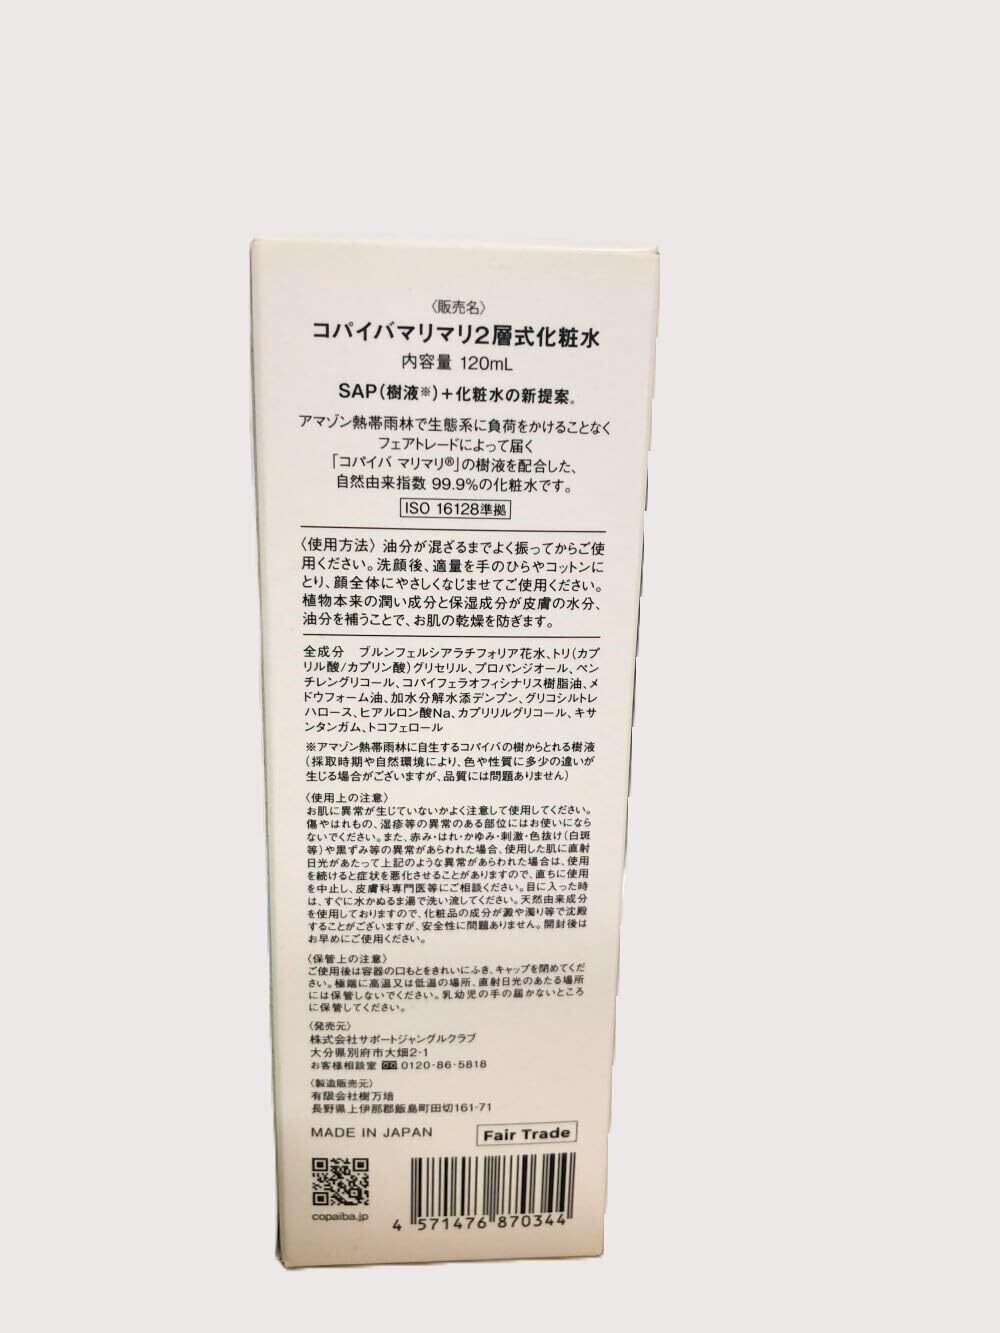 〈販売名〉
コパイバマリマリ2層式化粧水
内容量 120mL
SAP(樹液※)+化粧水の新提案。
アマゾン熱帯雨林で生態系に負荷をかけることなく
フェアトレードによって届く
「コパイバ マリマリ®」の樹液を配合した、
自然由来指数 99.9%の化粧水です。
ISO 16128準拠
〈使用方法〉油分が混ざるまでよく振ってからご使
用ください。洗顔後、適量を手のひらやコットンに
とり、顔全体にやさしくなじませてご使用ください。
植物本来の潤い成分と保湿成分が皮膚の水分、
油分を補うことで、お肌の乾燥を防ぎます。
全成分 ブルンフェルシアラチフォリア花水、トリ(カプ
リル酸/カプリン酸)グリセリル、プロパンジオール、ペン
チレングリコール、コパイフェラオフィシナリス樹脂油、メ
ドウフォーム油、加水分解水添デンプン、グリコシルトレ
ハロース、ヒアルロン酸Na、カプリリルグリコール、キサ
ンタンガム、トコフェロール
※アマゾン熱帯雨林に自生するコパイバの樹からとれる樹液
(採取時期や自然環境により、色や性質に多少の違いが
生じる場合がございますが、品質には問題ありません)
〈使用上の注意〉
お肌に異常が生じていないかよく注意して使用してください。
傷やはれもの、湿疹等の異常のある部位にはお使いになら
ないでください。また、赤み・はれ・かゆみ・刺激・色抜け(白斑
等)や黒ずみ等の異常があらわれた場合、使用した肌に直射
日光があたって上記のような異常があらわれた場合は、使用
を続けると症状を悪化させることがありますので、直ちに使用
を中止し、皮膚科専門医等にご相談ください。目に入った時
は、すぐに水かぬるま湯で洗い流してください。天然由来成分
を使用しておりますので、化粧品の成分が澱や濁り等で沈殿
することがございますが、安全性に問題ありません。開封後は
お早めにご使用ください。
〈保管上の注意〉
ご使用後は容器の口もとをきれいにふき、キャップを閉めてくだ
さい。極端に高温又は低温の場所、直射日光のあたる場所
には保管しないでください。乳幼児の手の届かないところ
に保管してください。
〈発売元〉
株式会社サポートジャングルクラブ
大分県別府市大畑2-1
お客様相談室 0120-86-5818
〈製造販売元〉
有限会社樹万培
長野県上伊那郡飯島町田切161-71
MADE IN JAPAN
Fair Trade
copaiba.jp
4 571476 870344